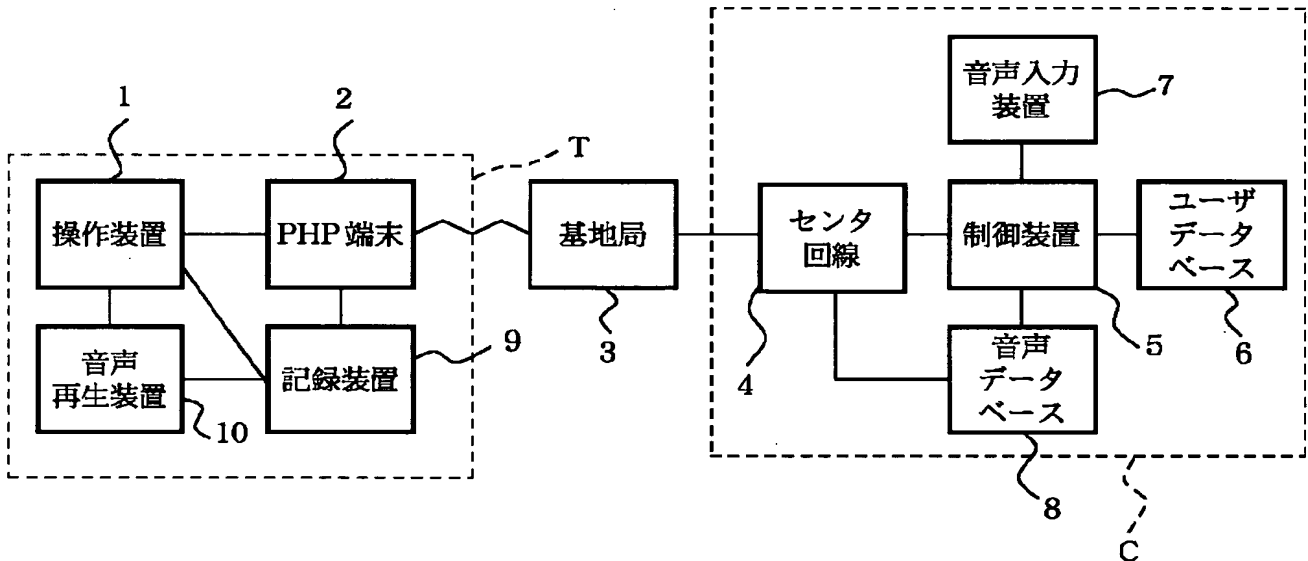 1
2
T
操作装置
PHP 端末
音声
再生装置
10
記録装置
9
基地局
3
音声入力
装置
7
センタ
回線
4
制御装置
5
ユーザ
データ
ベース
6
音声
データ
ベース
8
C